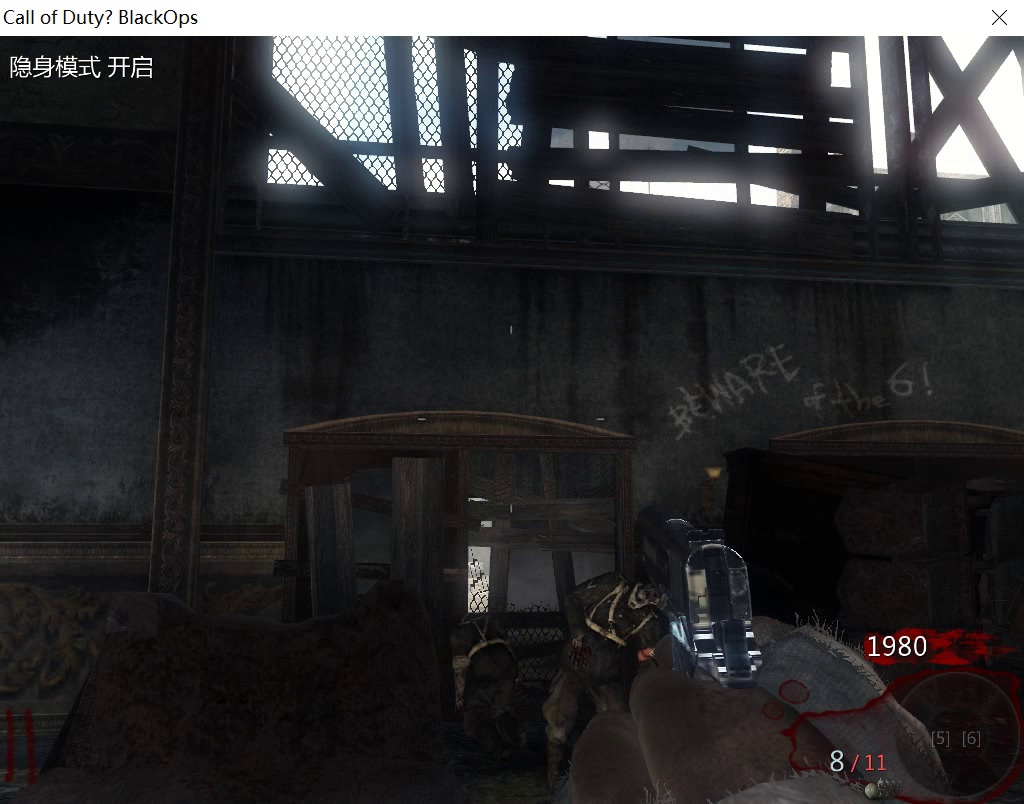 Call of Duty? BlackOps
隐身模式 开启
BEWARE
of the 6!
1980
[5] [6]
8/11